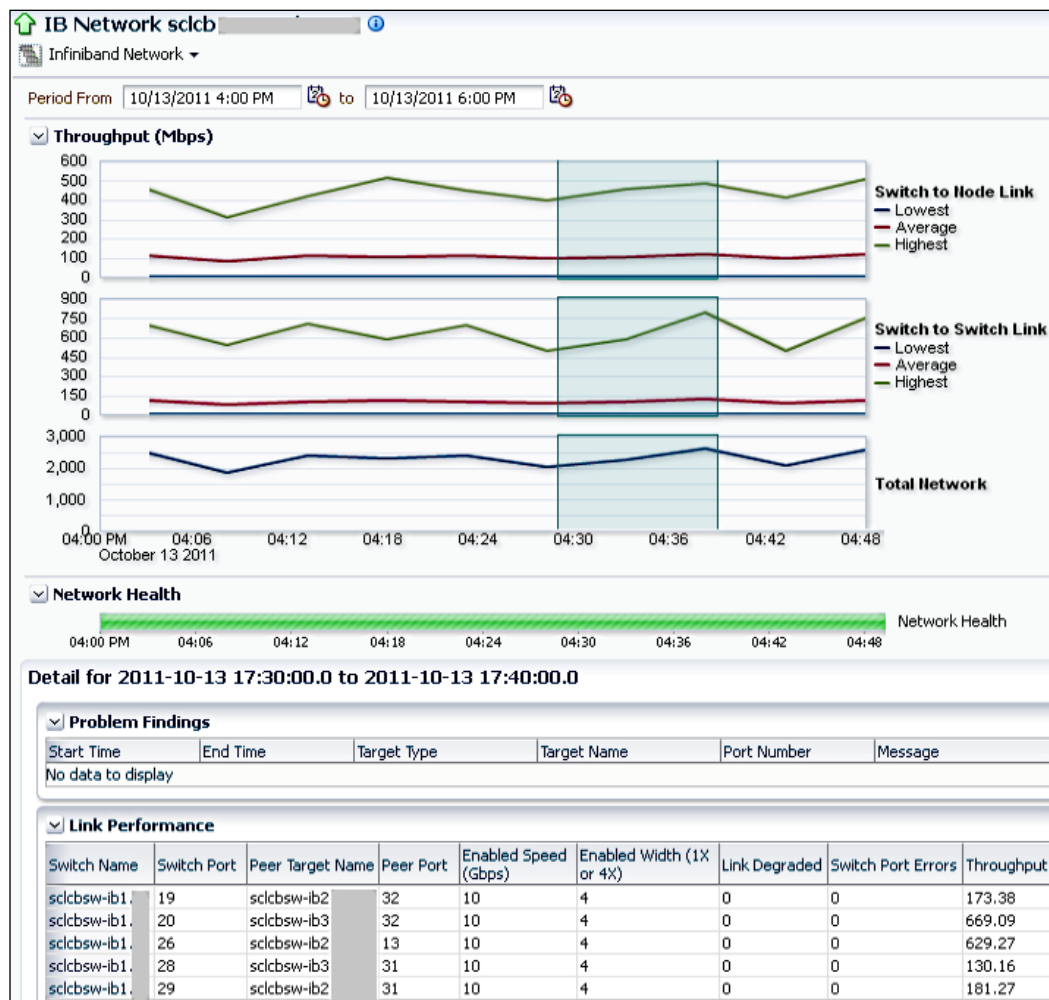 IB Network sclcb
Infiniband Network
Period From 10/13/2011 4:00 PM to 10/13/2011 6:00 PM
Throughput (Mbps)
600
500
400
300
200
100
0
Switch to Node Link
Lowest
Average
Highest
900
750
600
450
300
150
0
Switch to Switch Link
Lowest
Average
Highest
3,000
2,000
1,000
0
Total Network
04:00 PM 04:06 04:12 04:18 04:24 04:30 04:36 04:42 04:48
October 13 2011
Network Health
Network Health
04:00 PM 04:06 04:12 04:18 04:24 04:30 04:36 04:42 04:48
Detail for 2011-10-13 17:30:00.0 to 2011-10-13 17:40:00.0
Problem Findings
Start Time End Time Target Type Target Name Port Number Message
No data to display
Link Performance
Switch Name Switch Port Peer Target Name Peer Port Enabled Speed (Gbps) Enabled Width (1X or 4X) Link Degraded Switch Port Errors Throughput
sclcbsw-ib1. 19 sclcbsw-ib2 32 10 4 0 0 173.38
sclcbsw-ib1. 20 sclcbsw-ib3 32 10 4 0 0 669.09
sclcbsw-ib1. 26 sclcbsw-ib2 13 10 4 0 0 629.27
sclcbsw-ib1. 28 sclcbsw-ib3 31 10 4 0 0 130.16
sclcbsw-ib1. 29 sclcbsw-ib2 31 10 4 0 0 181.27